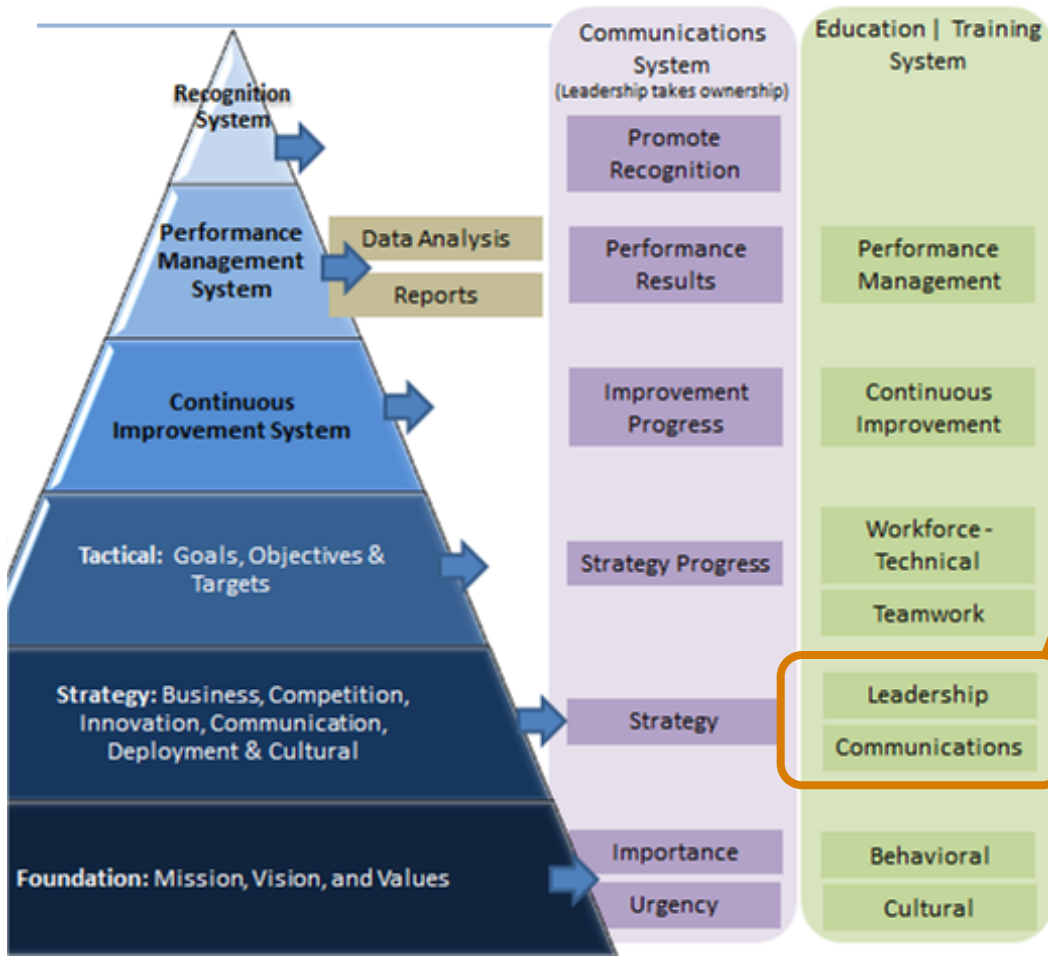 Recognition
System
Performance
Management
System
Continuous
Improvement System
Tactical: Goals, Objectives &
Targets
Strategy: Business, Competition,
Innovation, Communication,
Deployment & Cultural
Foundation: Mission, Vision, and Values
Data Analysis
Reports
Communications
System
(Leadership takes ownership)
Promote
Recognition
Performance
Results
Improvement
Progress
Strategy Progress
Strategy
Importance
Urgency
Education | Training
System
Performance
Management
Continuous
Improvement
Workforce -
Technical
Teamwork
Leadership
Communications
Behavioral
Cultural